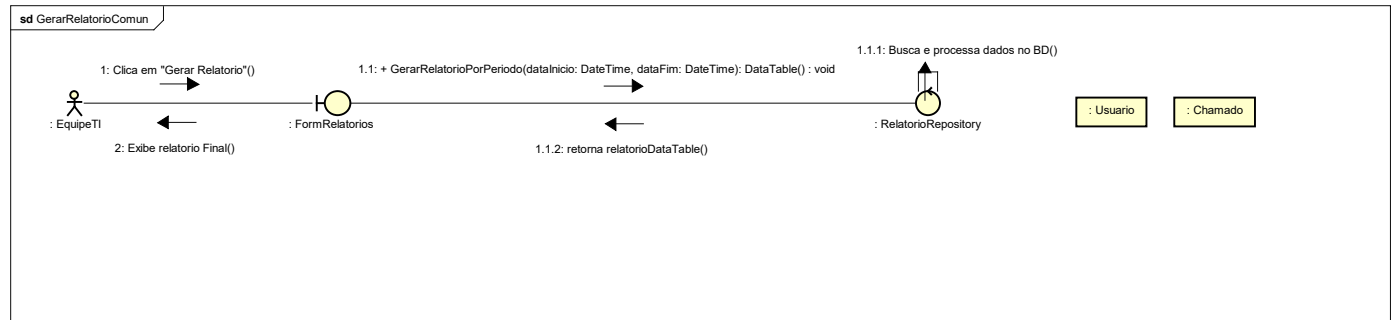 sd GerarRelatorioComun
1.1.1: Busca e processa dados no BD()
1: Clica em "Gerar Relatorio"()
1.1: + GerarRelatorioPorPeriodo(dataInicio: DateTime, dataFim: DateTime): DataTable() : void
: EquipeTI
: FormRelatorios
: RelatorioRepository
: Usuario
: Chamado
2: Exibe relatorio Final()
1.1.2: retorna relatorioDataTable()